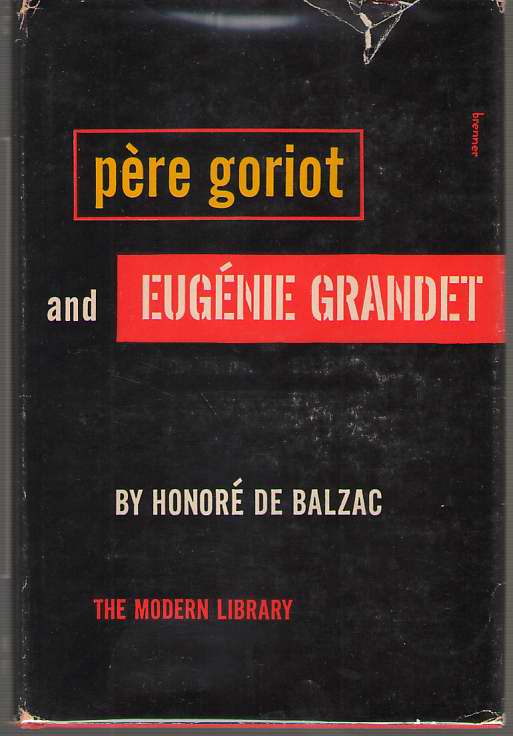 brenner
père goriot
and EUGÉNIE GRANDET
BY HONORÉ DE BALZAC
THE MODERN LIBRARY